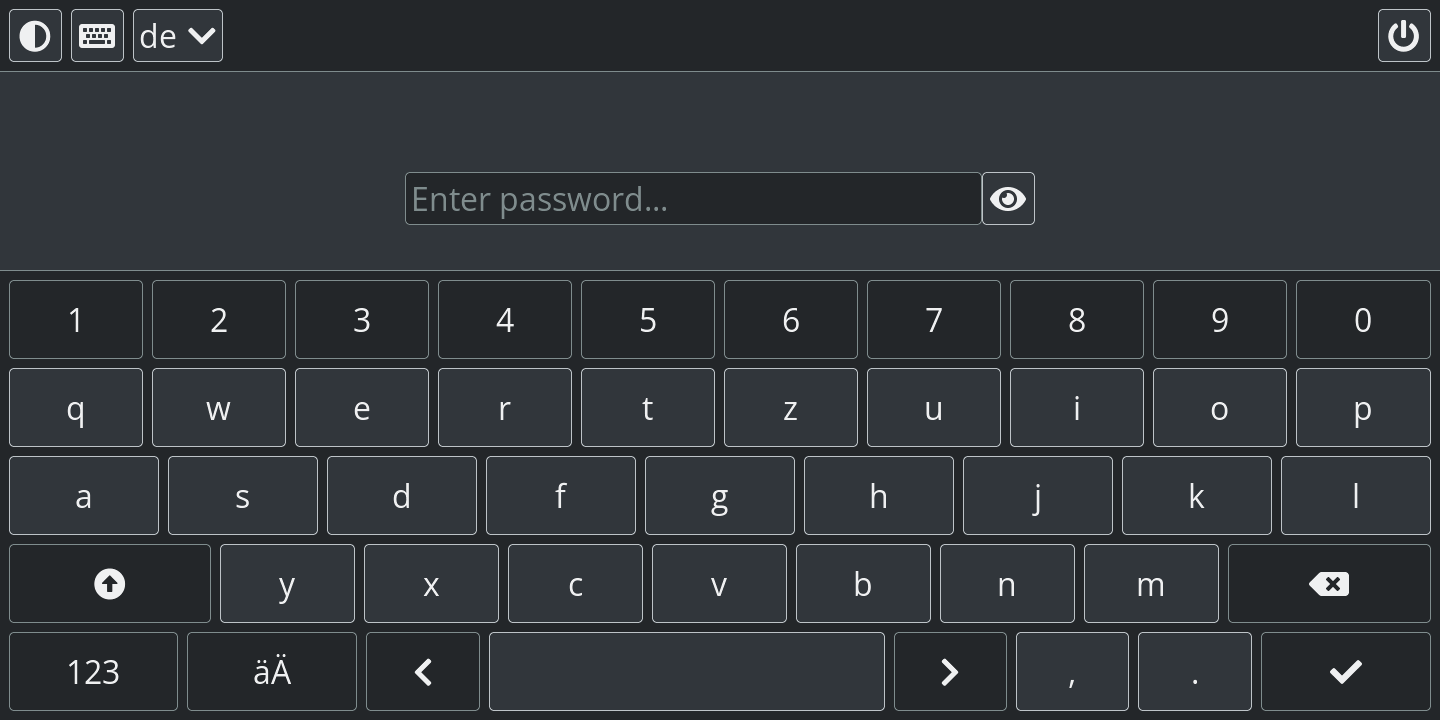 de
Enter password...
1 2 3 4 5 6 7 8 9 0
q w e r t z u i o p
a s d f g h j k l
y x c v b n m
123 äÄ , .